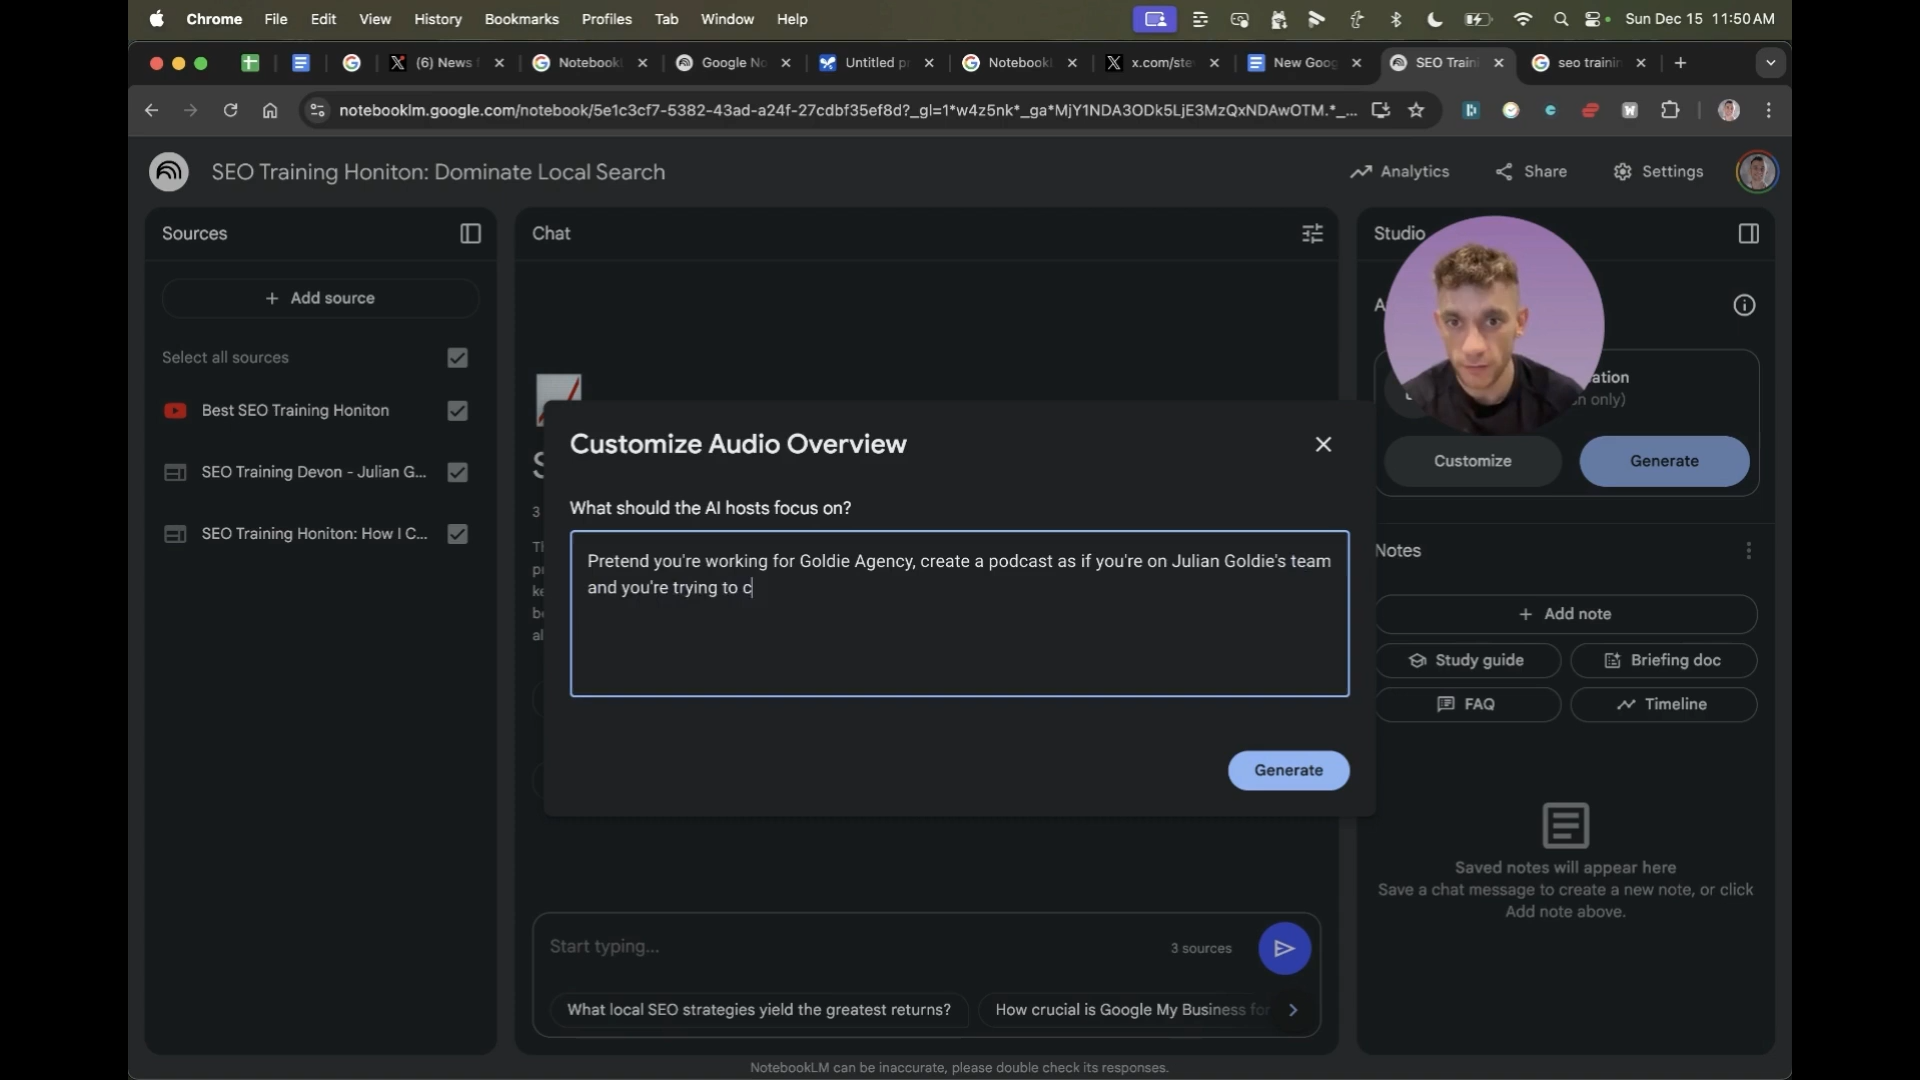 Chrome File Edit View History Bookmarks Profiles Tab Window Help Sun Dec 15 11:50 AM
(6) News Notebook Google No Untitled p Notebookl x.com/ste New Goog SEO Train seo trainin
notebooklm.google.com/notebook/5e1c3cf7-5382-43ad-a24f-27cdbf35ef8d?_gl=1*w4z5nk*_ga*MjY1NDA3ODk5LjE3MzQxNDAwOTM.*_...
SEO Training Honiton: Dominate Local Search
Analytics Share Settings
Sources
Add source
Select all sources
Best SEO Training Honiton
SEO Training Devon - Julian G...
SEO Training Honiton: How I C...
Chat
Customize Audio Overview
What should the AI hosts focus on?
Pretend you're working for Goldie Agency, create a podcast as if you're on Julian Goldie's team
and you're trying to c
Generate
Start typing...
3 sources
What local SEO strategies yield the greatest returns? How crucial is Google My Business for
Studio
Customize Generate
Notes
Add note
Study guide Briefing doc
FAQ Timeline
Saved notes will appear here
Save a chat message to create a new note, or click
Add note above.
NotebookLM can be inaccurate, please double check its responses.